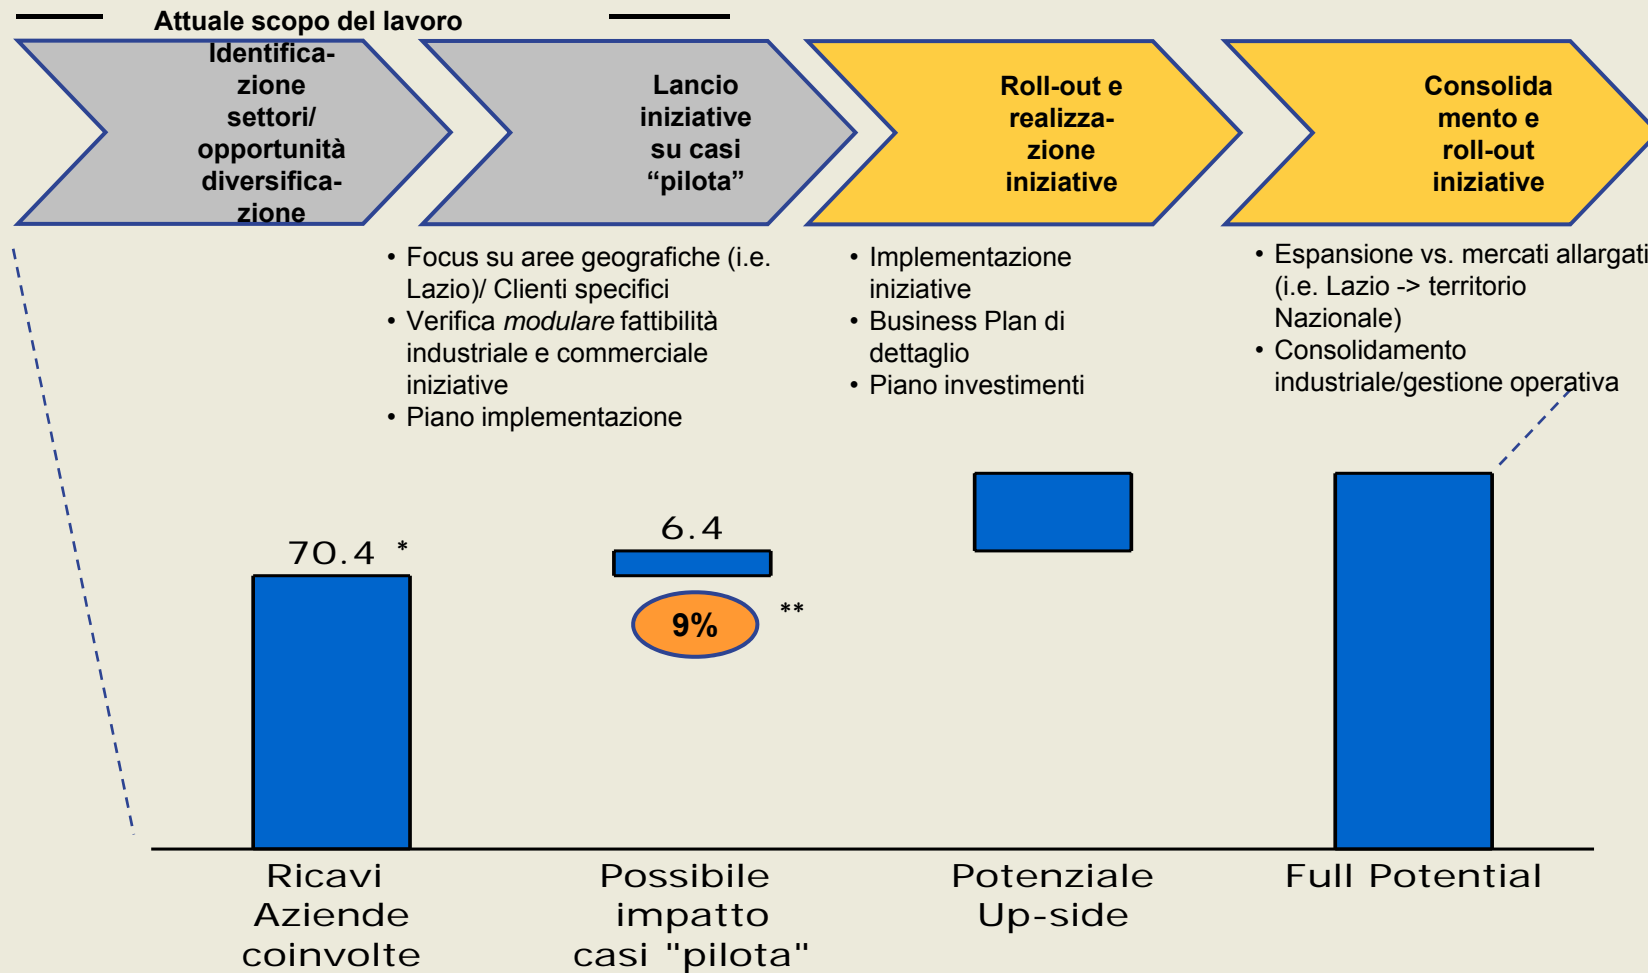 Attuale scopo del lavoro
Identifica-
zione
settori/
opportunità
diversifica-
zione
Lancio
iniziative
su casi
“pilota”
Roll-out e
realizza-
zione
iniziative
Consolida
mento e
roll-out
iniziative
• Focus su aree geografiche (i.e.
Lazio)/ Clienti specifici
• Verifica modulare fattibilità
industriale e commerciale
iniziative
• Piano implementazione
• Implementazione
iniziative
• Business Plan di
dettaglio
• Piano investimenti
• Espansione vs. mercati allargati
(i.e. Lazio -> territorio
Nazionale)
• Consolidamento
industriale/gestione operativa
70.4 *
6.4
9% **
Ricavi
Aziende
coinvolte
Possibile
impatto
casi "pilota"
Potenziale
Up-side
Full Potential